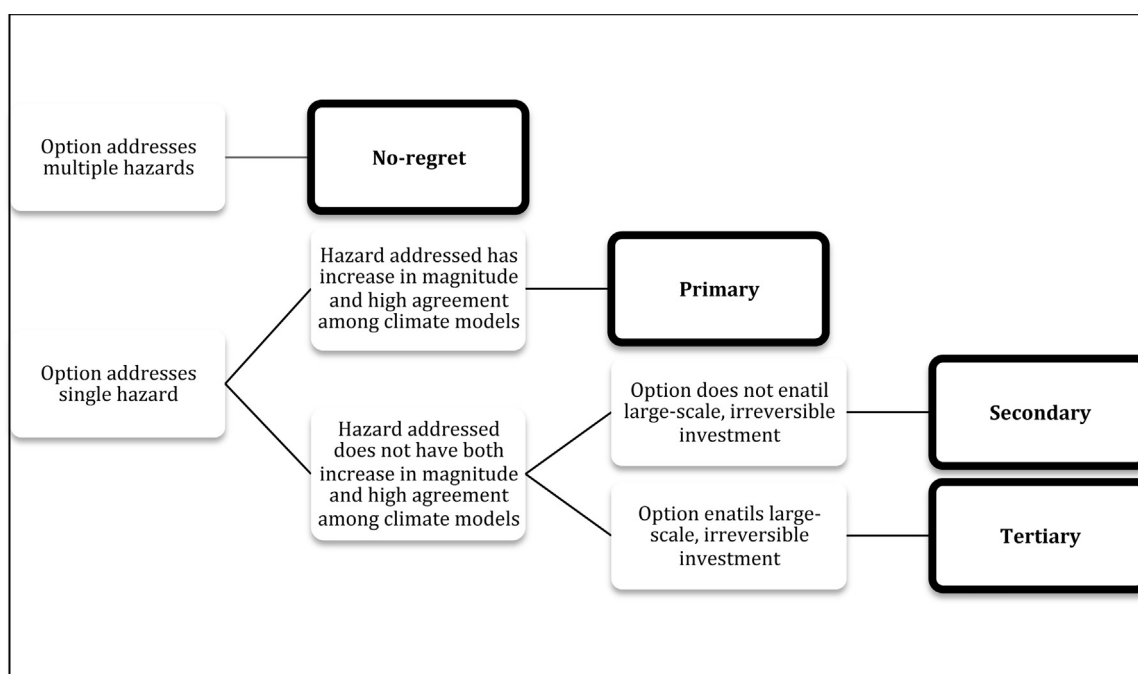 Option addresses
multiple hazards
No-regret
Hazard addressed has
increase in magnitude
and high agreement
among climate models
Primary
Option addresses
single hazard
Hazard addressed
does not have both
increase in magnitude
and high agreement
among climate models
Option does not enatil
large-scale, irreversible
investment
Secondary
Option enatils large-
scale, irreversible
investment
Tertiary